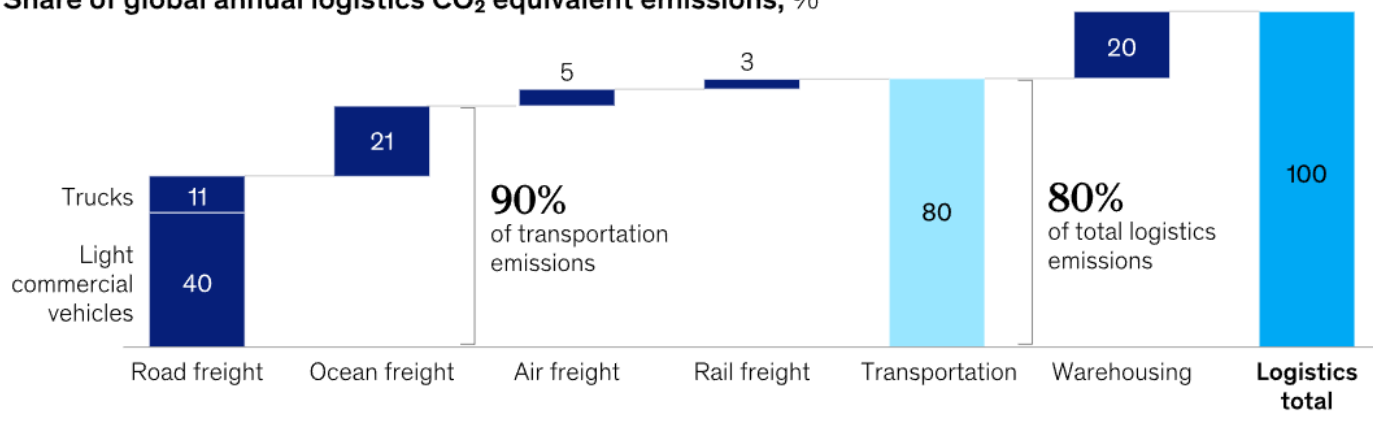 Share of global annual logistics CO₂ equivalent emissions, %
Trucks
Light
commercial
vehicles
11
40
21
90%
of transportation
emissions
5
3
80
80%
of total logistics
emissions
20
100
Road freight
Ocean freight
Air freight
Rail freight
Transportation
Warehousing
Logistics
total